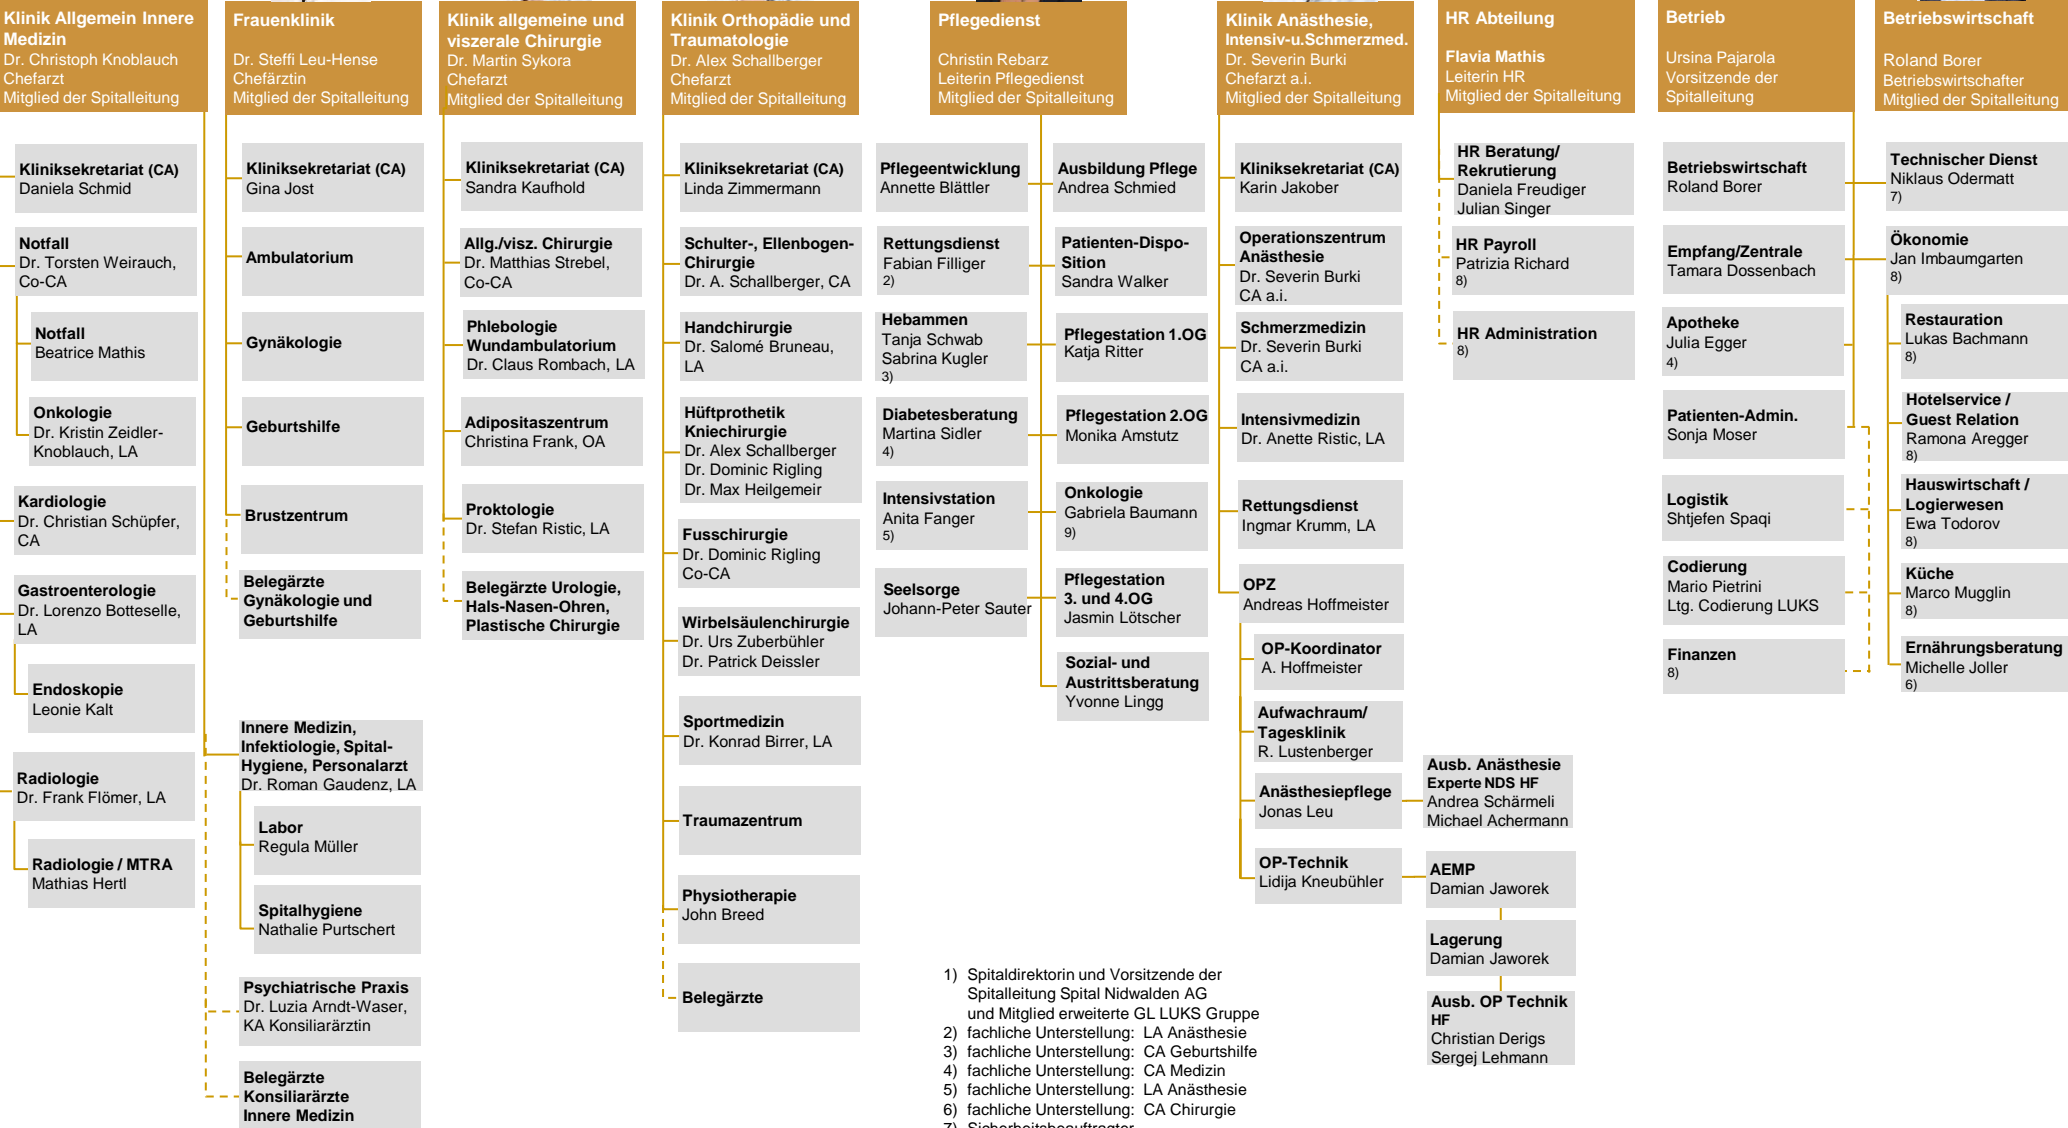 Klinik Allgemein Innere
Medizin
Dr. Christoph Knoblauch
Chefarzt
Mitglied der Spitalleitung
Kliniksekretariat (CA)
Daniela Schmid
Notfall
Dr. Torsten Weirauch,
Co-CA
Notfall
Beatrice Mathis
Onkologie
Dr. Kristin Zeidler-
Knoblauch, LA
Kardiologie
Dr. Christian Schüpfer,
CA
Gastroenterologie
Dr. Lorenzo Botteselle,
LA
Endoskopie
Leonie Kalt
Radiologie
Dr. Frank Flömer, LA
Radiologie / MTRA
Mathias Hertl
Frauenklinik
Dr. Steffi Leu-Hense
Chefärztin
Mitglied der Spitalleitung
Kliniksekretariat (CA)
Gina Jost
Ambulatorium
Gynäkologie
Geburtshilfe
Brustzentrum
Belegärzte
Gynäkologie und
Geburtshilfe
Innere Medizin,
Infektiologie, Spital-
Hygiene, Personalarzt
Dr. Roman Gaudenz, LA
Labor
Regula Müller
Spitalhygiene
Nathalie Purtschert
Psychiatrische Praxis
Dr. Luzia Arndt-Waser,
KA Konsiliarärztin
Belegärzte
Konsiliarärzte
Innere Medizin
Klinik allgemeine und
viszerale Chirurgie
Dr. Martin Sykora
Chefarzt
Mitglied der Spitalleitung
Kliniksekretariat (CA)
Sandra Kaufhold
Allg./visz. Chirurgie
Dr. Matthias Strebel,
Co-CA
Phlebologie
Wundambulatorium
Dr. Claus Rombach, LA
Adipositaszentrum
Christina Frank, OA
Proktologie
Dr. Stefan Ristic, LA
Belegärzte Urologie,
Hals-Nasen-Ohren,
Plastische Chirurgie
Klinik Orthopädie und
Traumatologie
Dr. Alex Schallberger
Chefarzt
Mitglied der Spitalleitung
Kliniksekretariat (CA)
Linda Zimmermann
Schulter-, Ellenbogen-
Chirurgie
Dr. A. Schallberger, CA
Handchirurgie
Dr. Salomé Bruneau,
LA
Hüftprothetik
Kniechirurgie
Dr. Alex Schallberger
Dr. Dominic Rigling
Dr. Max Heilgemeir
Fusschirurgie
Dr. Dominic Rigling
Co-CA
Wirbelsäulenchirurgie
Dr. Urs Zuberbühler
Dr. Patrick Deissler
Sportmedizin
Dr. Konrad Birrer, LA
Traumazentrum
Physiotherapie
John Breed
Belegärzte
Pflegedienst
Christin Rebarz
Leiterin Pflegedienst
Mitglied der Spitalleitung
Pflegeentwicklung
Annette Blättler
Rettungsdienst
Fabian Filliger
2)
Hebammen
Tanja Schwab
Sabrina Kugler
3)
Diabetesberatung
Martina Sidler
4)
Intensivstation
Anita Fanger
5)
Seelsorge
Johann-Peter Sauter
Ausbildung Pflege
Andrea Schmied
Patienten-Dispo-
Sition
Sandra Walker
Pflegestation 1.OG
Katja Ritter
Pflegestation 2.OG
Monika Amstutz
Onkologie
Gabriela Baumann
9)
Pflegestation
3. und 4.OG
Jasmin Lötscher
Sozial- und
Austrittsberatung
Yvonne Lingg
Klinik Anästhesie,
Intensiv-u.Schmerzmed.
Dr. Severin Burki
Chefarzt a.i.
Mitglied der Spitalleitung
Kliniksekretariat (CA)
Karin Jakober
Operationszentrum
Anästhesie
Dr. Severin Burki
CA a.i.
Schmerzmedizin
Dr. Severin Burki
CA a.i.
Intensivmedizin
Dr. Anette Ristic, LA
Rettungsdienst
Ingmar Krumm, LA
OPZ
Andreas Hoffmeister
OP-Koordinator
A. Hoffmeister
Aufwachraum/
Tagesklinik
R. Lustenberger
Anästhesiepflege
Jonas Leu
OP-Technik
Lidija Kneubühler
Ausb. Anästhesie
Experte NDS HF
Andrea Schärmeli
Michael Achermann
AEMP
Damian Jaworek
Lagerung
Damian Jaworek
Ausb. OP Technik
HF
Christian Derigs
Sergej Lehmann
HR Abteilung
Flavia Mathis
Leiterin HR
Mitglied der Spitalleitung
HR Beratung/
Rekrutierung
Daniela Freudiger
Julian Singer
HR Payroll
Patrizia Richard
8)
HR Administration
8)
Betrieb
Ursina Pajarola
Vorsitzende der
Spitalleitung
Betriebswirtschaft
Roland Borer
Empfang/Zentrale
Tamara Dossenbach
Apotheke
Julia Egger
4)
Patienten-Admin.
Sonja Moser
Logistik
Shtjefen Spaqi
Codierung
Mario Pietrini
Ltg. Codierung LUKS
Finanzen
8)
Betriebswirtschaft
Roland Borer
Betriebswirtschafter
Mitglied der Spitalleitung
Technischer Dienst
Niklaus Odermatt
7)
Ökonomie
Jan Imbaumgarten
8)
Restauration
Lukas Bachmann
8)
Hotelservice /
Guest Relation
Ramona Aregger
8)
Hauswirtschaft /
Logierwesen
Ewa Todorov
8)
Küche
Marco Mugglin
8)
Ernährungsberatung
Michelle Joller
6)
1) Spitaldirektorin und Vorsitzende der
Spitalleitung Spital Nidwalden AG
und Mitglied erweiterte GL LUKS Gruppe
2) fachliche Unterstellung: LA Anästhesie
3) fachliche Unterstellung: CA Geburtshilfe
4) fachliche Unterstellung: CA Medizin
5) fachliche Unterstellung: LA Anästhesie
6) fachliche Unterstellung: CA Chirurgie
7) Sicherheitsbeauftragter